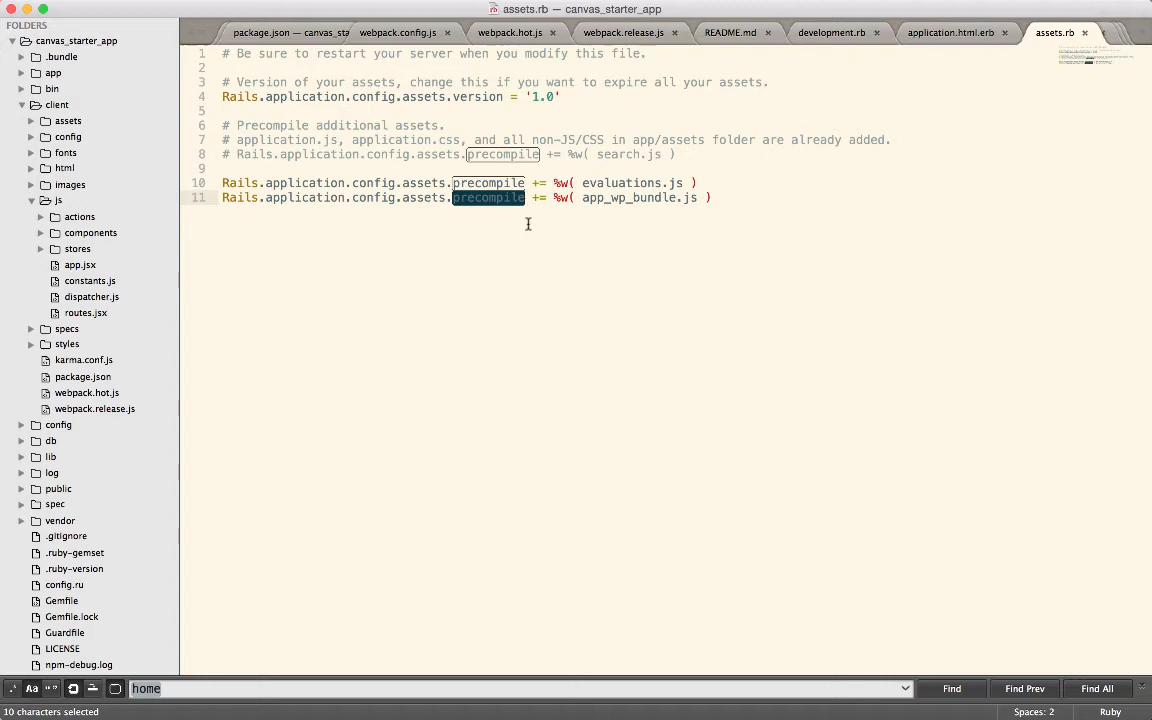 assets.rb — canvas_starter_app
FOLDERS
canvas_starter_app
.bundle
app
bin
client
assets
config
fonts
html
images
js
actions
components
stores
app.jsx
constants.js
dispatcher.js
routes.jsx
specs
styles
karma.conf.js
package.json
webpack.hot.js
webpack.release.js
config
db
lib
log
public
spec
vendor
.gitignore
.ruby-gemset
.ruby-version
config.ru
Gemfile
Gemfile.lock
Guardfile
LICENSE
npm-debug.log
package.json — canvas_sta
webpack.config.js
webpack.hot.js
webpack.release.js
README.md
development.rb
application.html.erb
assets.rb
1 # Be sure to restart your server when you modify this file.
2
3 # Version of your assets, change this if you want to expire all your assets.
4 Rails.application.config.assets.version = '1.0'
5
6 # Precompile additional assets.
7 # application.js, application.css, and all non-JS/CSS in app/assets folder are already added.
8 # Rails.application.config.assets.precompile += %w( search.js )
9
10 Rails.application.config.assets.precompile += %w( evaluations.js )
11 Rails.application.config.assets.precompile += %w( app_wp_bundle.js )
.* Aa “” home Find Find Prev Find All
10 characters selected Spaces: 2 Ruby